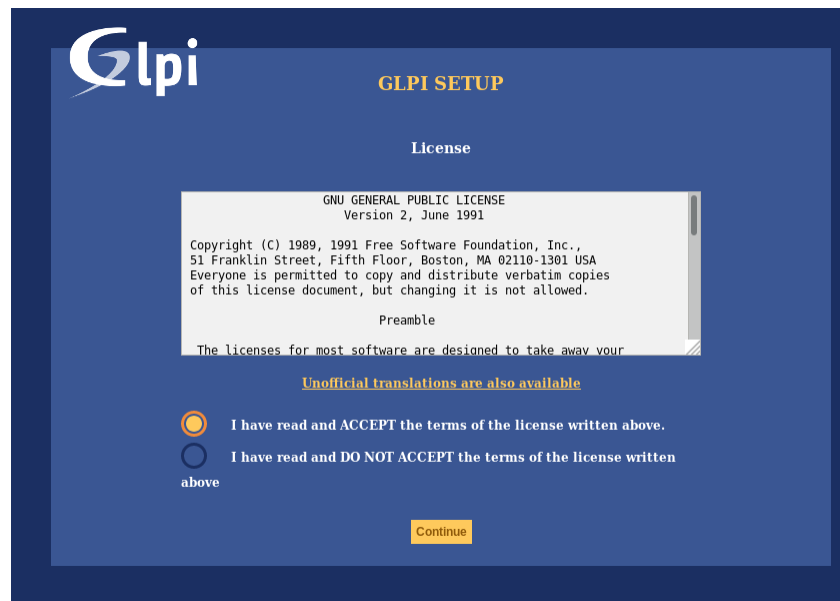 Glpi
GLPI SETUP
License
GNU GENERAL PUBLIC LICENSE
Version 2, June 1991
Copyright (C) 1989, 1991 Free Software Foundation, Inc.,
51 Franklin Street, Fifth Floor, Boston, MA 02110-1301 USA
Everyone is permitted to copy and distribute verbatim copies
of this license document, but changing it is not allowed.
Preamble
The licenses for most software are designed to take away your
Unofficial translations are also available
I have read and ACCEPT the terms of the license written above.
I have read and DO NOT ACCEPT the terms of the license written
above
Continue